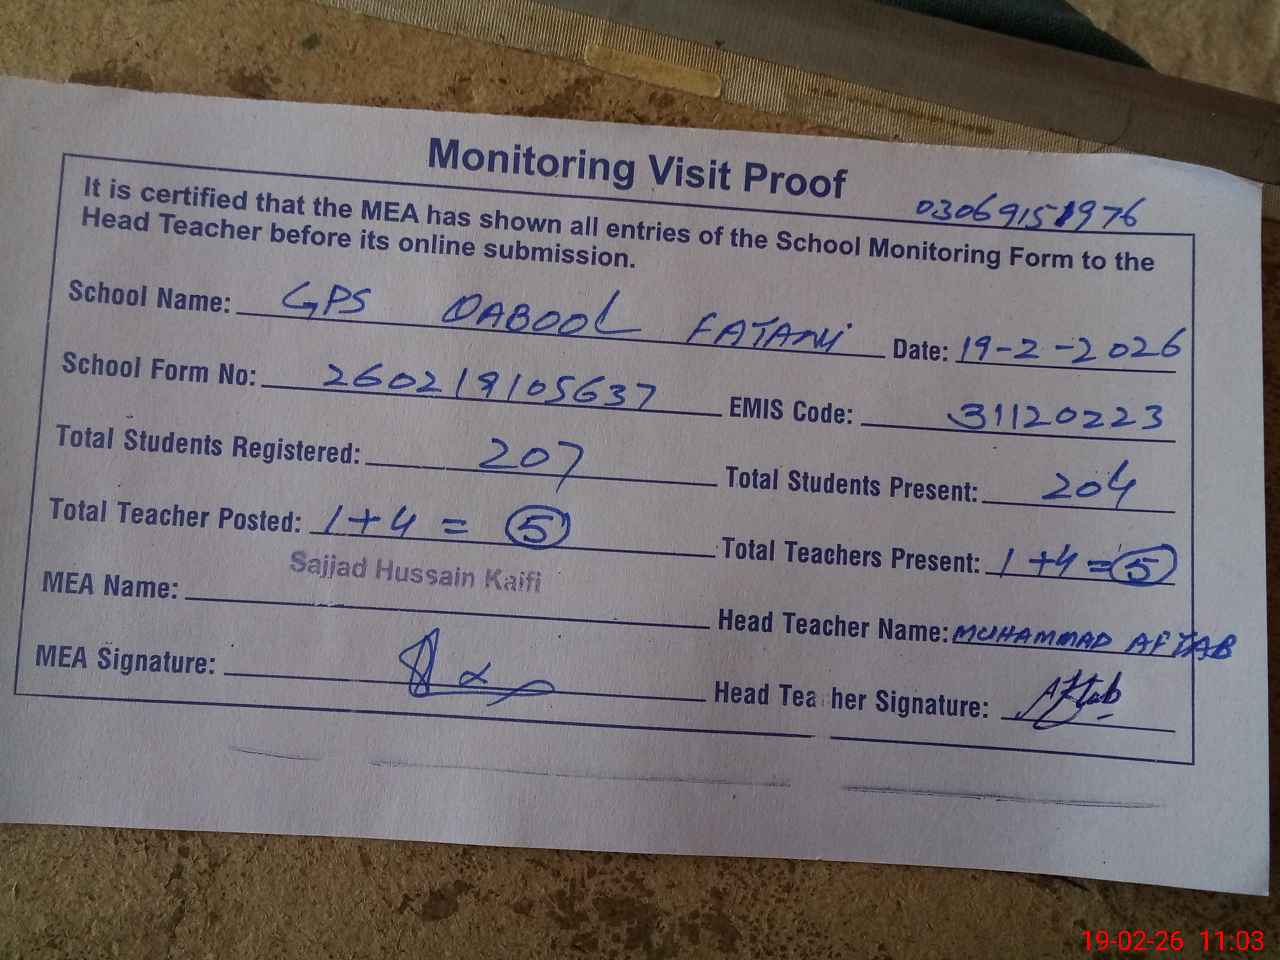 Monitoring Visit Proof
03069151976
It is certified that the MEA has shown all entries of the School Monitoring Form to the
Head Teacher before its online submission.
School Name: GPS DABOOL FATANI Date: 19-2-2026
School Form No: 260219105637 EMIS Code: 31120223
Total Students Registered: 207 Total Students Present: 204
Total Teacher Posted: 1+4 = 5 Total Teachers Present: 1+4=5
MEA Name: Sajjad Hussain Kaifi Head Teacher Name: MUHAMMAD AFTAB
MEA Signature: Head Teacher Signature: Aftab
19-02-26 11:03